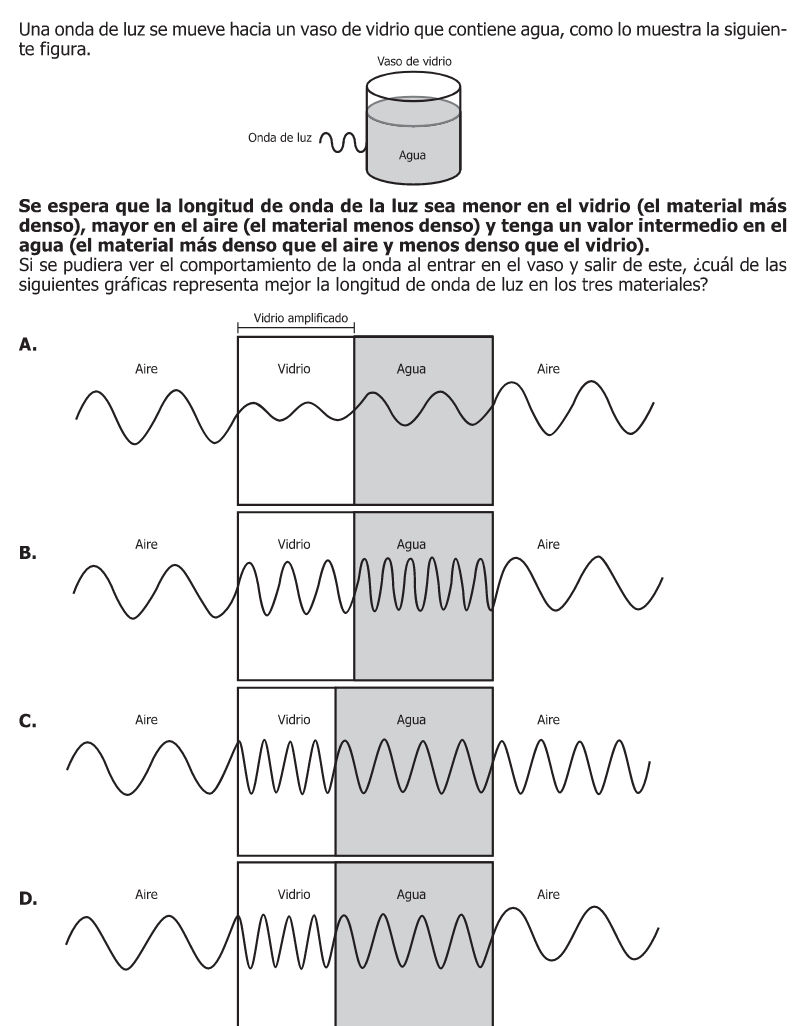 Una onda de luz se mueve hacia un vaso de vidrio que contiene agua, como lo muestra la siguien-
te figura.
Vaso de vidrio
Onda de luz
Agua
Se espera que la longitud de onda de la luz sea menor en el vidrio (el material más
denso), mayor en el aire (el material menos denso) y tenga un valor intermedio en el
agua (el material más denso que el aire y menos denso que el vidrio).
Si se pudiera ver el comportamiento de la onda al entrar en el vaso y salir de este, ¿cuál de las
siguientes gráficas representa mejor la longitud de onda de luz en los tres materiales?
Vidrio amplificado
A.
Aire Vidrio Agua Aire
B.
Aire Vidrio Agua Aire
C.
Aire Vidrio Agua Aire
D.
Aire Vidrio Agua Aire